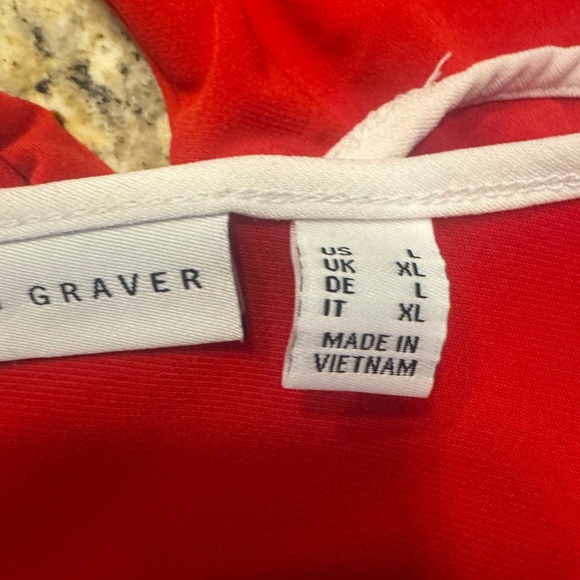 GRAVER
US L
UK XL
DE L
IT XL
MADE IN
VIETNAM